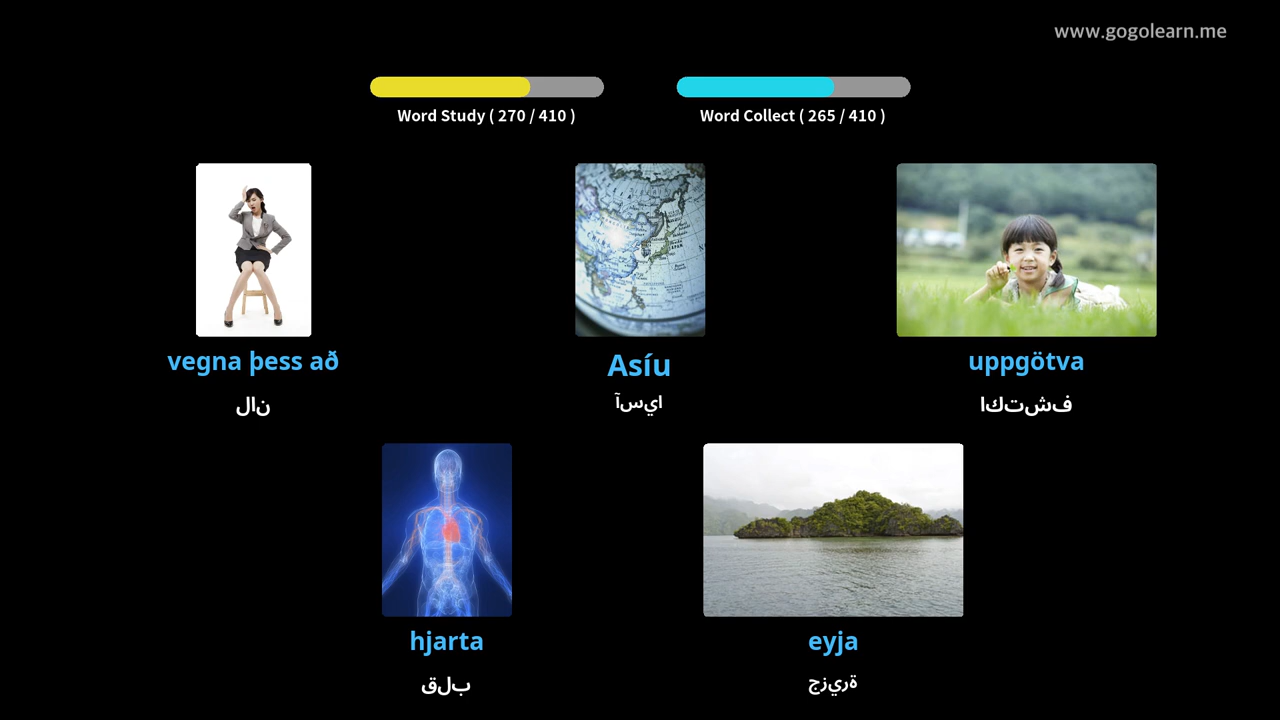 www.gogolearn.me
Word Study ( 270 / 410 )
Word Collect ( 265 / 410 )
vegna þess að
Asíu
uppgötva
لان
آسيا
اكتشف
hjarta
eyja
قلب
جزيرة